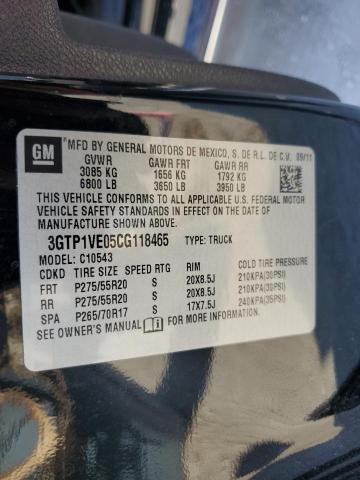 GM
MFD BY GENERAL MOTORS DE MEXICO, S. DE R.L. DE C.V. 09/11
GVWR GAWR FRT GAWR RR
3085 KG 1656 KG 1792 KG
6800 LB 3650 LB 3950 LB
THIS VEHICLE CONFORMS TO ALL APPLICABLE U.S. FEDERAL MOTOR
VEHICLE SAFETY STANDARDS IN EFFECT ON THE DATE OF
MANUFACTURE SHOWN ABOVE.
3GTP1VE05CG118465 TYPE: TRUCK
MODEL: C10543
CDKD TIRE SIZE SPEED RTG RIM COLD TIRE PRESSURE
FRT P275/55R20 S 20X8.5J 210KPA(30PSI)
RR P275/55R20 S 20X8.5J 210KPA(30PSI)
SPA P265/70R17 S 17X7.5J 240KPA(35PSI)
SEE OWNER'S MANUAL FOR MORE INFORMATION.